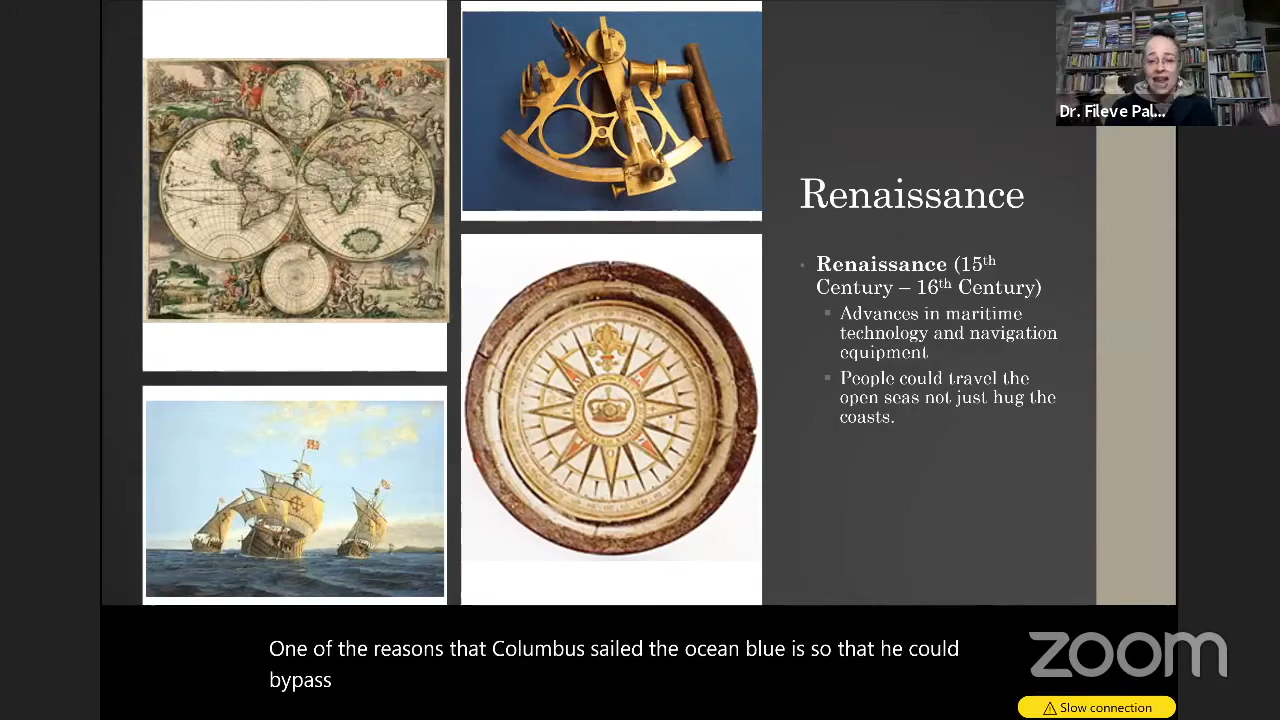 Dr. Fileve Pal...
Renaissance
Renaissance (15th
Century – 16th Century)
Advances in maritime
technology and navigation
equipment
People could travel the
open seas not just hug the
coasts.
One of the reasons that Columbus sailed the ocean blue is so that he could
bypass
zoom
Slow connection